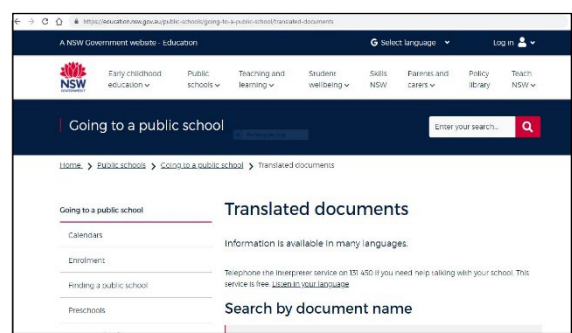 https://education.nsw.gov.au/public-schools/going-to-a-public-school/translated-documents
A NSW Government website - Education
Select language
Log in
NSW
GOVERNMENT
Early childhood education
Public schools
Teaching and learning
Student wellbeing
Skills NSW
Parents and carers
Policy library
Teach NSW
Going to a public school
Enter your search...
Home > Public schools > Going to a public school > Translated documents
Going to a public school
Calendars
Enrolment
Finding a public school
Preschools
Translated documents
Information is available in many languages.
Telephone the interpreter service on 131 450 if you need help talking with your school. This
service is free. Listen in your language
Search by document name